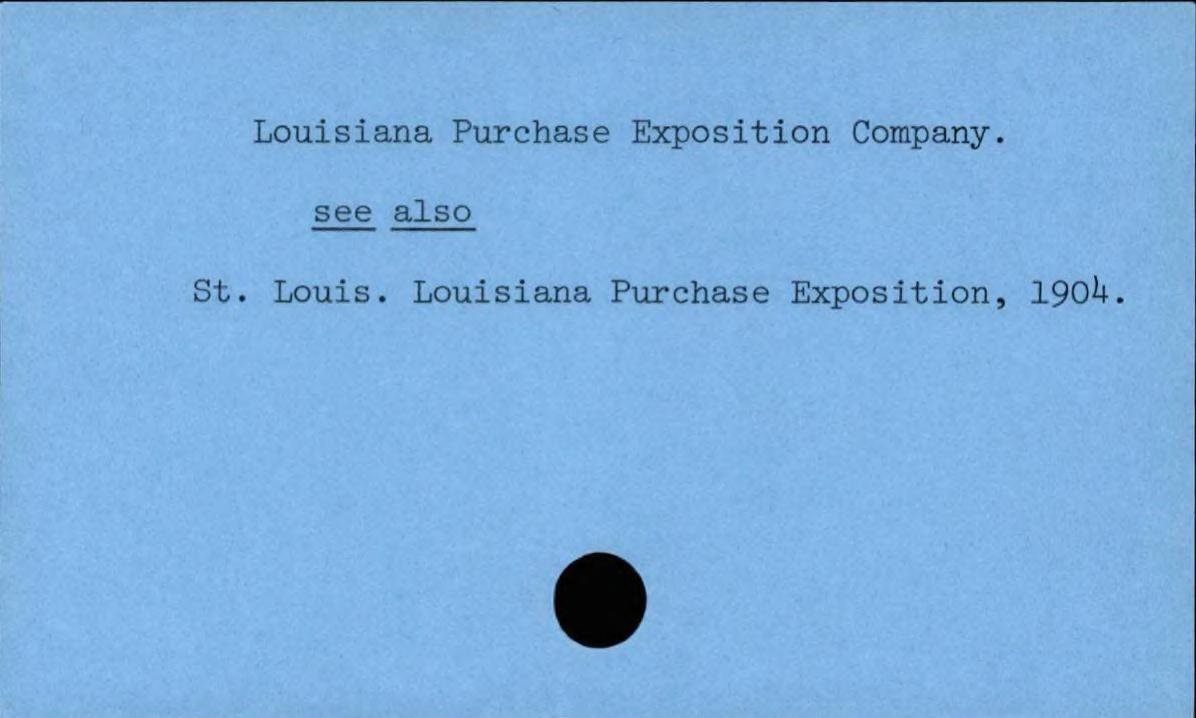 Louisiana Purchase Exposition Company.
see also
St. Louis. Louisiana Purchase Exposition, 1904.